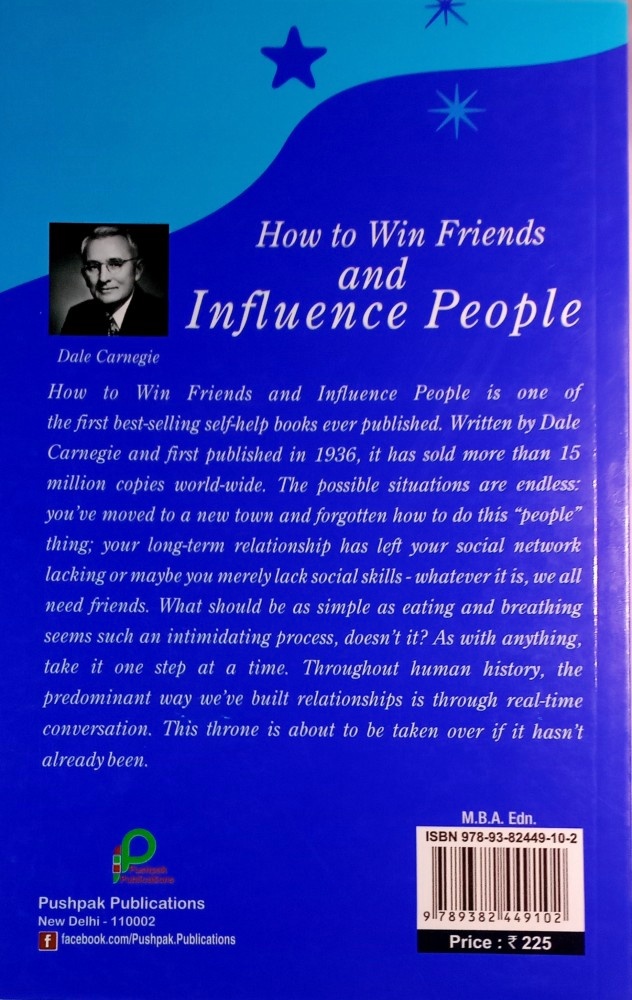 How to Win Friends
and
Influence People
Dale Carnegie
How to Win Friends and Influence People is one of
the first best-selling self-help books ever published. Written by Dale
Carnegie and first published in 1936, it has sold more than 15
million copies world-wide. The possible situations are endless:
you've moved to a new town and forgotten how to do this "people"
thing; your long-term relationship has left your social network
lacking or maybe you merely lack social skills - whatever it is, we all
need friends. What should be as simple as eating and breathing
seems such an intimidating process, doesn't it? As with anything,
take it one step at a time. Throughout human history, the
predominant way we've built relationships is through real-time
conversation. This throne is about to be taken over if it hasn't
already been.
Pushpak
Publications
Pushpak Publications
New Delhi - 110002
f facebook.com/Pushpak.Publications
M.B.A. Edn.
ISBN 978-93-82449-10-2
9 789382 449102
Price : ₹ 225